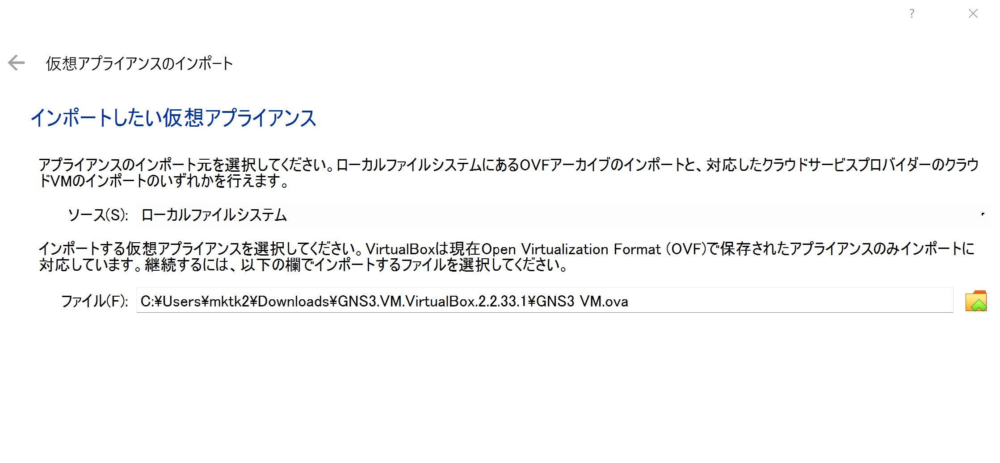 ?
仮想アプライアンスのインポート
インポートしたい仮想アプライアンス
アプライアンスのインポート元を選択してください。ローカルファイルシステムにあるOVFアーカイブのインポートと、対応したクラウドサービスプロバイダーのクラウ
ドVMのインポートのいずれかを行えます。
ソース(S): ローカルファイルシステム
インポートする仮想アプライアンスを選択してください。VirtualBoxは現在Open Virtualization Format (OVF)で保存されたアプライアンスのみインポートに
対応しています。継続するには、以下の欄でインポートするファイルを選択してください。
ファイル(F): C:¥Users¥mktk2¥Downloads¥GNS3.VM.VirtualBox.2.2.33.1¥GNS3 VM.ova